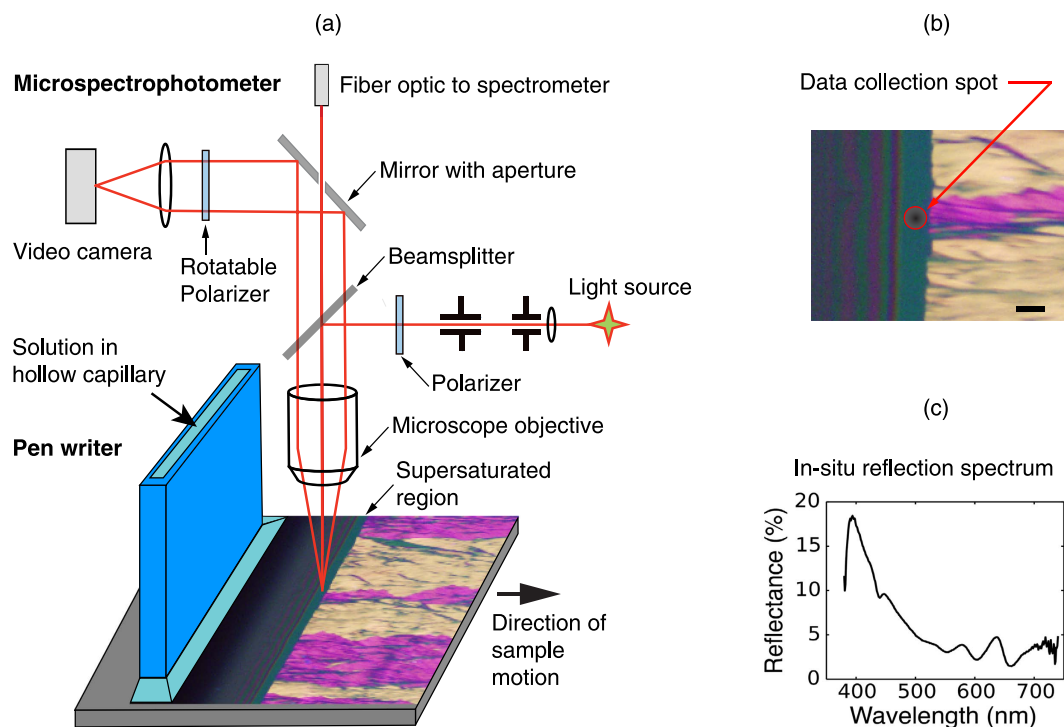 (a)
Microspectrophotometer
Fiber optic to spectrometer
Mirror with aperture
Video camera
Rotatable
Polarizer
Beamsplitter
Light source
Solution in
hollow capillary
Polarizer
Pen writer
Microscope objective
Supersaturated
region
Direction of
sample
motion
(b)
Data collection spot
(c)
In-situ reflection spectrum
Reflectance (%)
20
15
10
5
0
400 500 600 700
Wavelength (nm)